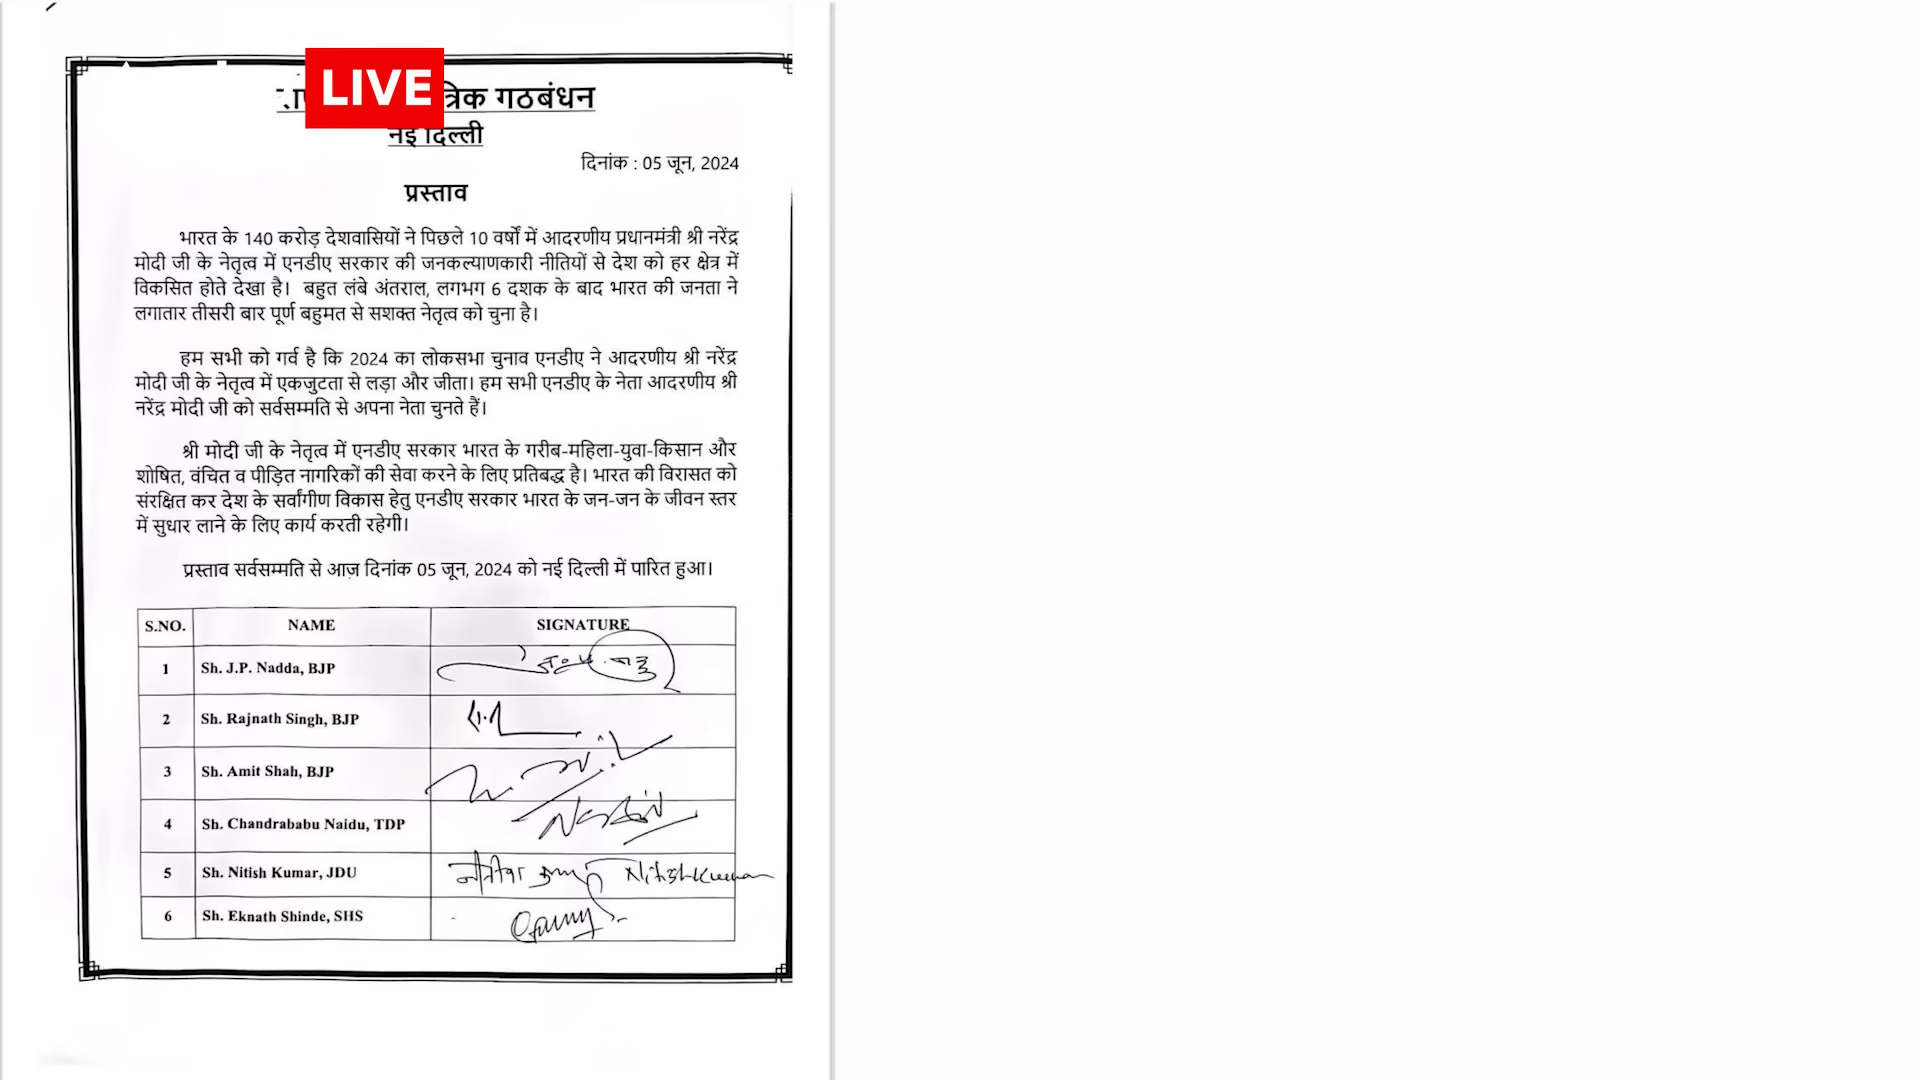 LIVE
गठबंधन
नई दिल्ली
दिनांक : 05 जून, 2024
प्रस्ताव
भारत के 140 करोड़ देशवासियों ने पिछले 10 वर्षों में आदरणीय प्रधानमंत्री श्री नरेंद्र
मोदी जी के नेतृत्व में एनडीए सरकार की जनकल्याणकारी नीतियों से देश को हर क्षेत्र में
विकसित होते देखा है। बहुत लंबे अंतराल, लगभग 6 दशक के बाद भारत की जनता ने
लगातार तीसरी बार पूर्ण बहुमत से सशक्त नेतृत्व को चुना है।
हम सभी को गर्व है कि 2024 का लोकसभा चुनाव एनडीए ने आदरणीय श्री नरेंद्र
मोदी जी के नेतृत्व में एकजुटता से लड़ा और जीता। हम सभी एनडीए के नेता आदरणीय श्री
नरेंद्र मोदी जी को सर्वसम्मति से अपना नेता चुनते हैं।
श्री मोदी जी के नेतृत्व में एनडीए सरकार भारत के गरीब-महिला-युवा-किसान और
शोषित, वंचित व पीड़ित नागरिकों की सेवा करने के लिए प्रतिबद्ध है। भारत की विरासत को
संरक्षित कर देश के सर्वांगीण विकास हेतु एनडीए सरकार भारत के जन-जन के जीवन स्तर
में सुधार लाने के लिए कार्य करती रहेगी।
प्रस्ताव सर्वसम्मति से आज़ दिनांक 05 जून, 2024 को नई दिल्ली में पारित हुआ।
S.NO. NAME SIGNATURE
1 Sh. J.P. Nadda, BJP
2 Sh. Rajnath Singh, BJP
3 Sh. Amit Shah, BJP
4 Sh. Chandrababu Naidu, TDP
5 Sh. Nitish Kumar, JDU नीतीश कुमार Nitish Kumar
6 Sh. Eknath Shinde, SHS